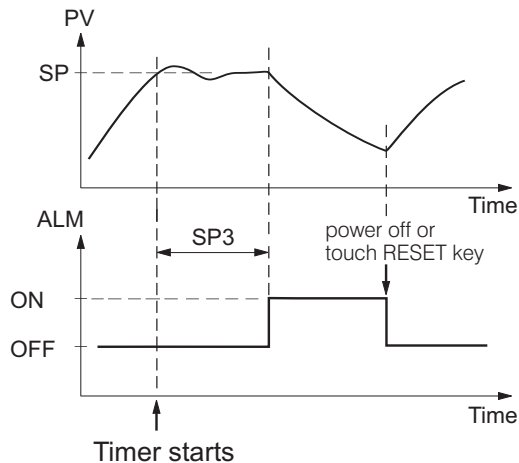 PV
SP
Time
ALM
SP3
power off or
touch RESET key
ON
OFF
Time
Timer starts